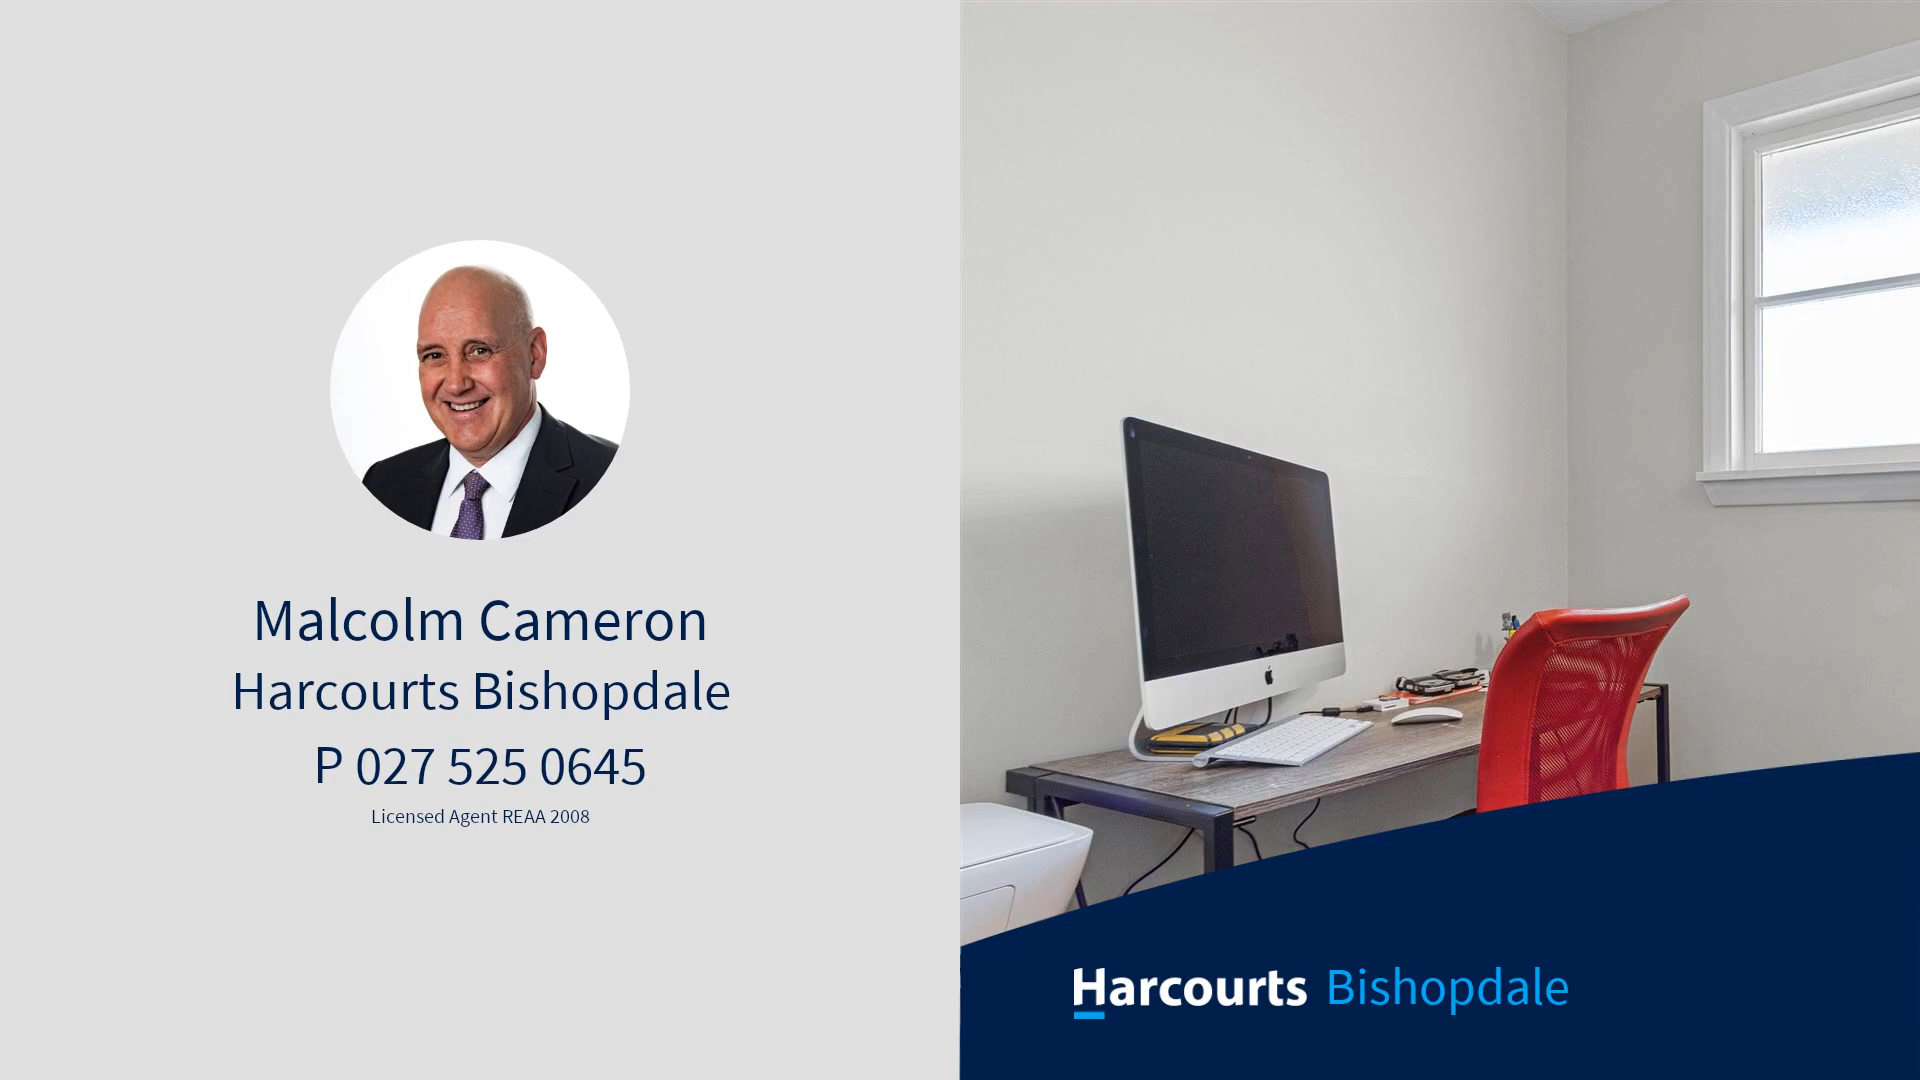 Malcolm Cameron
Harcourts Bishopdale
P 027 525 0645
Licensed Agent REAA 2008
Harcourts Bishopdale